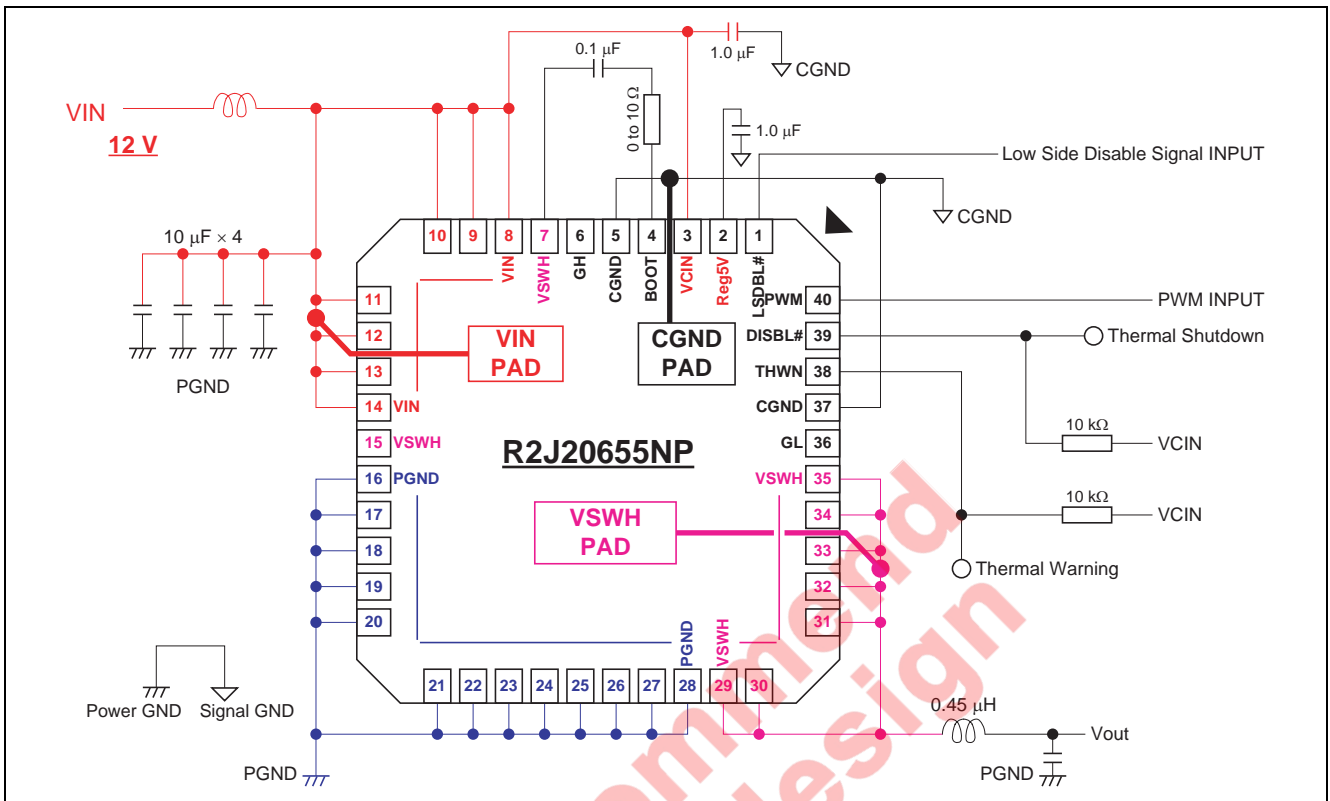 0.1 μF
1.0 μF
CGND
VIN
12 V
0 to 10 Ω
1.0 μF
Low Side Disable Signal INPUT
CGND
10 μF × 4
PGND
10 9 8 7 6 5 4 3 2 1
VIN VSWH GH CGND BOOT VCIN Reg5V LSDBL#
11
12
13
14 VIN
15 VSWH
16 PGND
17
18
19
20
VIN
PAD
CGND
PAD
R2J20655NP
VSWH
PAD
PWM 40
PWM INPUT
DISBL# 39
Thermal Shutdown
THWN 38
CGND 37
10 kΩ
VCIN
GL 36
VSWH 35
34
10 kΩ
VCIN
33
Thermal Warning
32
31
PGND VSWH
21 22 23 24 25 26 27 28 29 30
Power GND
Signal GND
PGND
0.45 μH
Vout
PGND
ommend
design